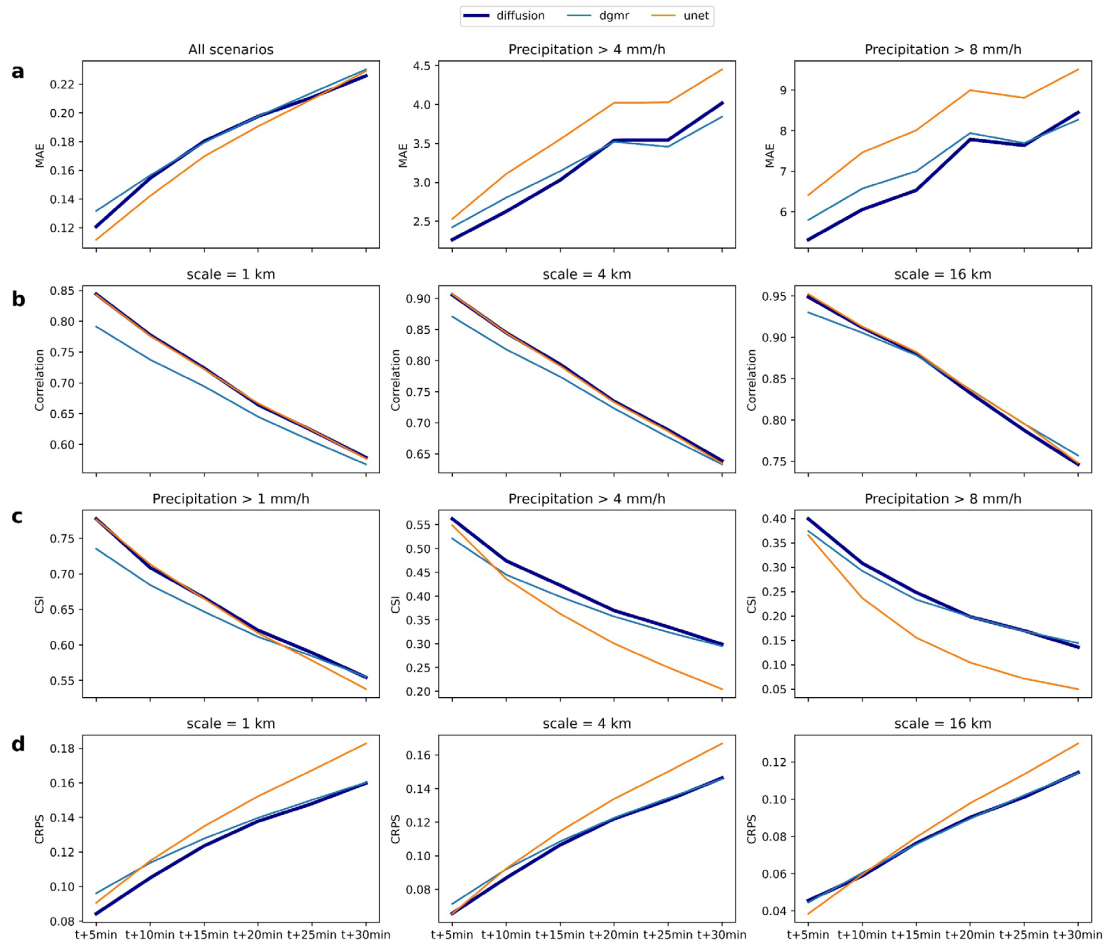 diffusion dgmr unet
All scenarios Precipitation > 4 mm/h Precipitation > 8 mm/h
a
MAE
0.22
0.20
0.18
0.16
0.14
0.12
MAE
4.5
4.0
3.5
3.0
2.5
MAE
9
8
7
6
scale = 1 km scale = 4 km scale = 16 km
b
Correlation
0.85
0.80
0.75
0.70
0.65
0.60
Correlation
0.90
0.85
0.80
0.75
0.70
0.65
Correlation
0.95
0.90
0.85
0.80
0.75
Precipitation > 1 mm/h Precipitation > 4 mm/h Precipitation > 8 mm/h
c
CSI
0.75
0.70
0.65
0.60
0.55
CSI
0.55
0.50
0.45
0.40
0.35
0.30
0.25
0.20
CSI
0.40
0.35
0.30
0.25
0.20
0.15
0.10
0.05
scale = 1 km scale = 4 km scale = 16 km
d
CRPS
0.18
0.16
0.14
0.12
0.10
0.08
CRPS
0.16
0.14
0.12
0.10
0.08
CRPS
0.12
0.10
0.08
0.06
0.04
t+5min t+10min t+15min t+20min t+25min t+30min
t+5min t+10min t+15min t+20min t+25min t+30min
t+5min t+10min t+15min t+20min t+25min t+30min